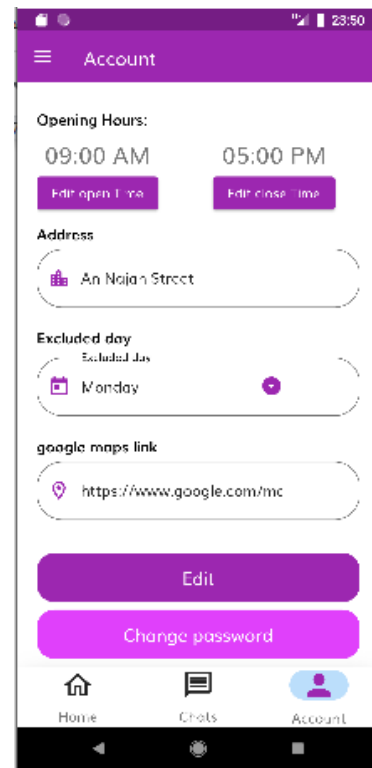 23:50
Account
Opening Hours:
09:00 AM 05:00 PM
Edit open Time Edit close Time
Address
An Najah Street
Excluded day
Excluded day
Monday
google maps link
https://www.google.com/mc
Edit
Change password
Home Chats Account